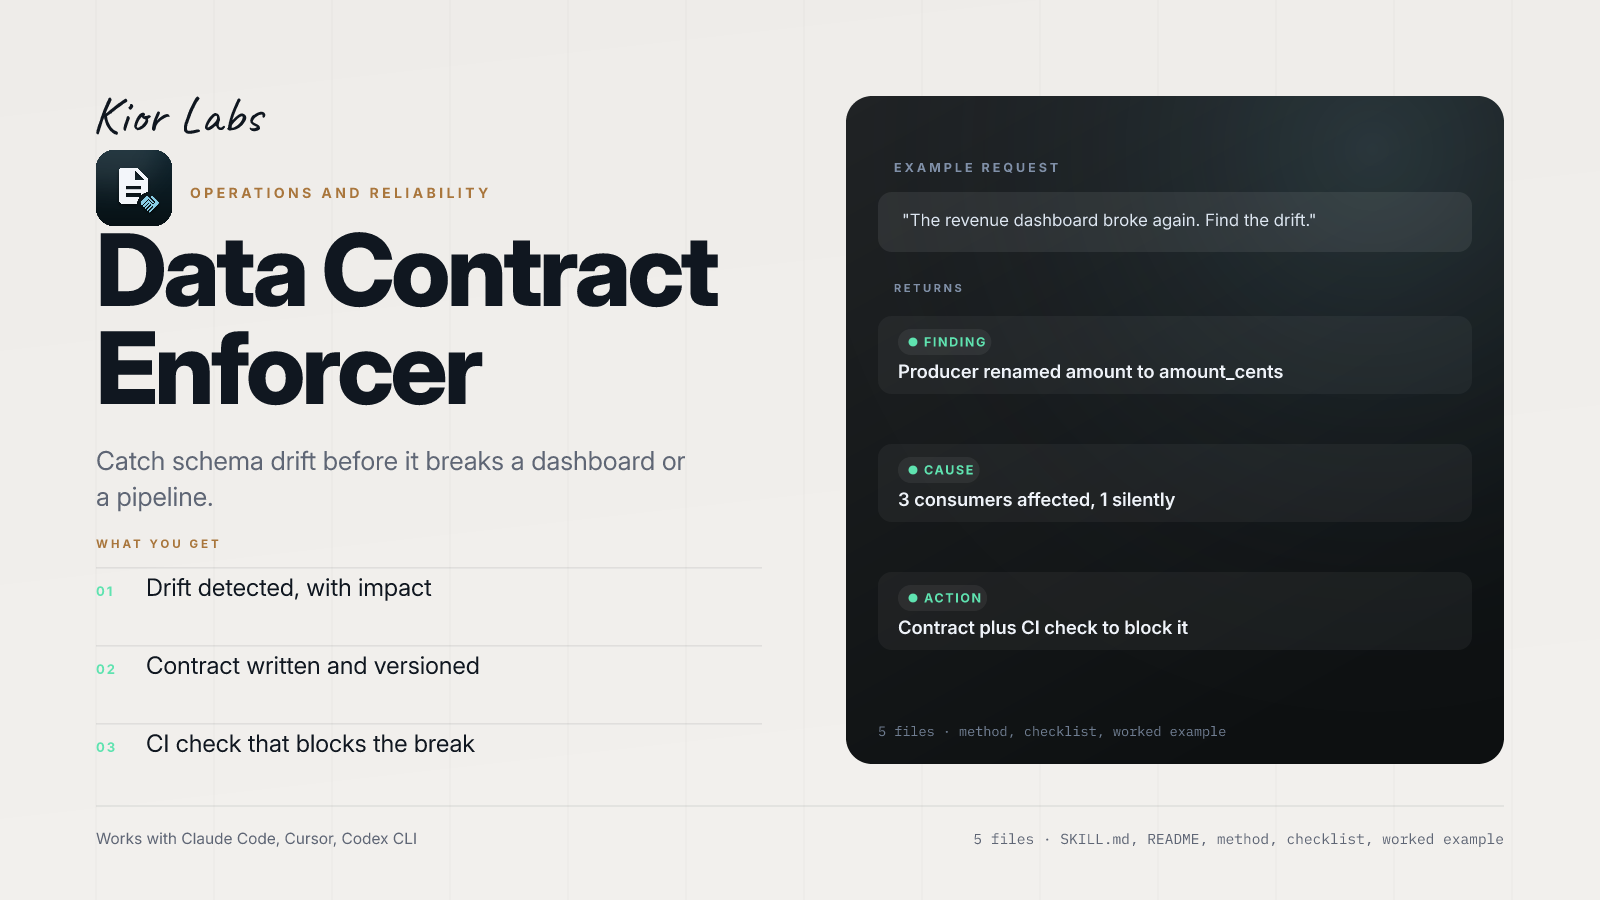 Kior Labs
OPERATIONS AND RELIABILITY
Data Contract
Enforcer
Catch schema drift before it breaks a dashboard or
a pipeline.
WHAT YOU GET
01 Drift detected, with impact
02 Contract written and versioned
03 CI check that blocks the break
EXAMPLE REQUEST
"The revenue dashboard broke again. Find the drift."
RETURNS
FINDING
Producer renamed amount to amount_cents
CAUSE
3 consumers affected, 1 silently
ACTION
Contract plus CI check to block it
5 files · method, checklist, worked example
Works with Claude Code, Cursor, Codex CLI
5 files · SKILL.md, README, method, checklist, worked example